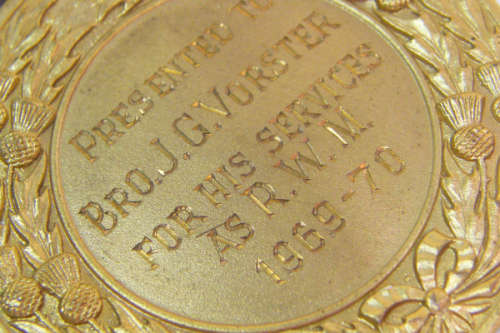 PRESENTED TO
BRO. J. G. VORSTER
FOR HIS SERVICES
AS R. W. M.
1969-70